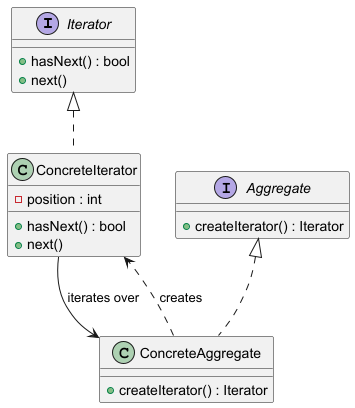 I Iterator
hasNext() : bool
next()
C ConcreteIterator
position : int
hasNext() : bool
next()
I Aggregate
createIterator() : Iterator
iterates over
creates
C ConcreteAggregate
createIterator() : Iterator